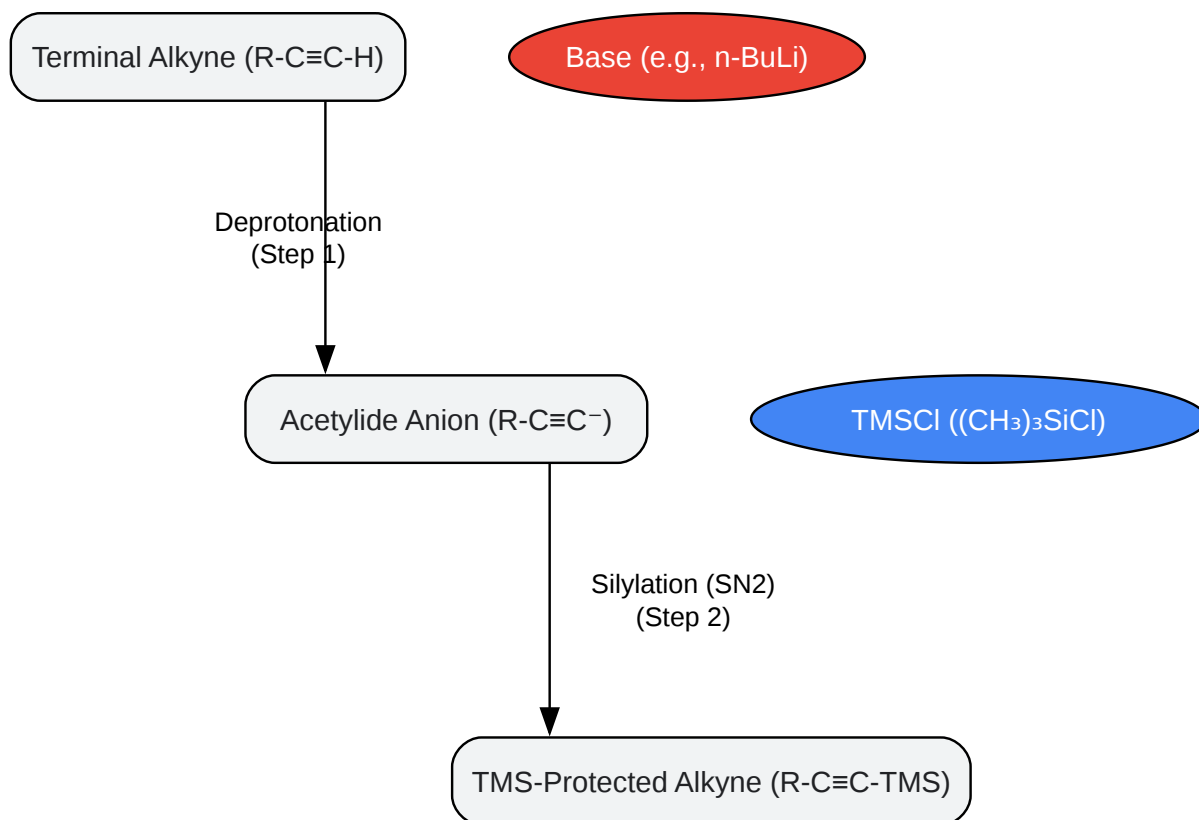 Terminal Alkyne (R-C≡C-H)
Base (e.g., n-BuLi)
Deprotonation
(Step 1)
Acetylide Anion (R-C≡C⁻)
TMSCl ((CH₃)₃SiCl)
Silylation (SN2)
(Step 2)
TMS-Protected Alkyne (R-C≡C-TMS)